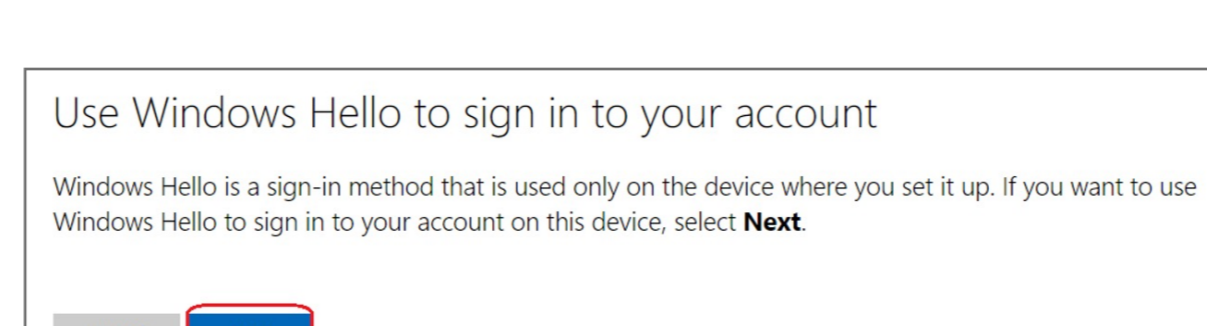 Use Windows Hello to sign in to your account
Windows Hello is a sign-in method that is used only on the device where you set it up. If you want to use
Windows Hello to sign in to your account on this device, select Next.